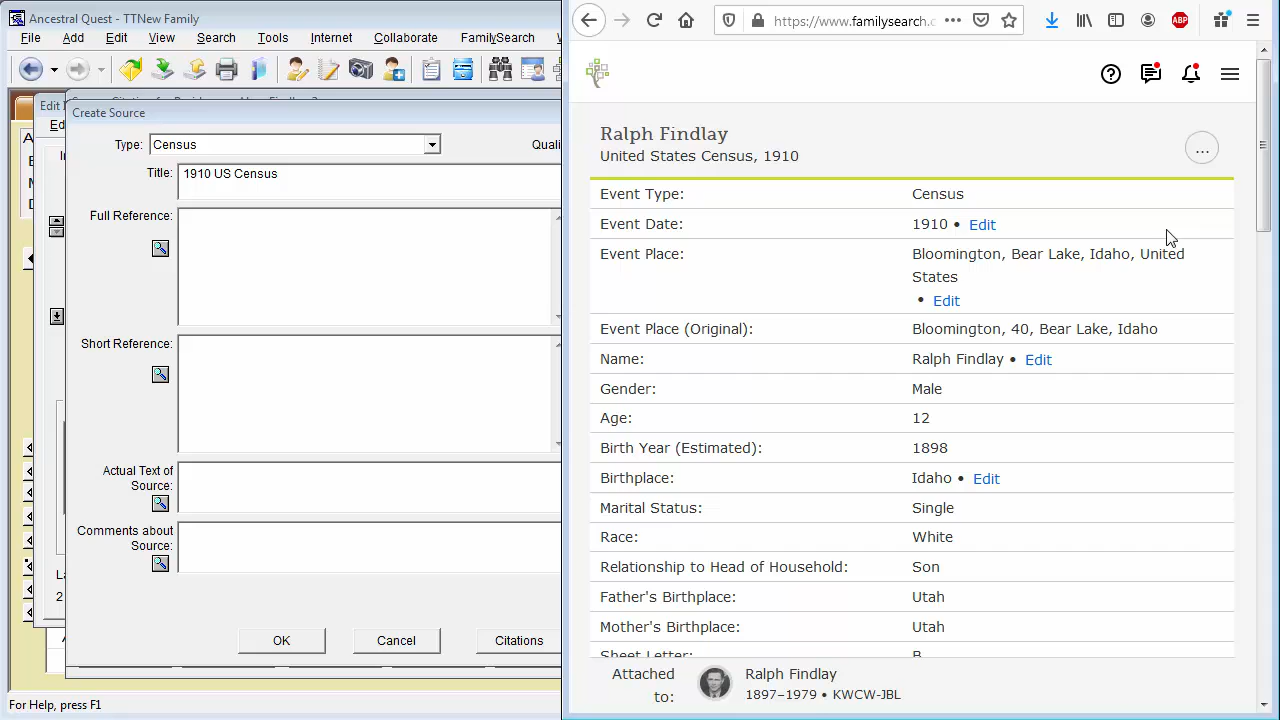 Ancestral Quest - TTNew Family
File Add Edit View Search Tools Internet Collaborate FamilySearch
Edit
Ed
Create Source
Type: Census
Title: 1910 US Census
Full Reference:
Short Reference:
Actual Text of
Source:
Comments about
Source:
OK Cancel Citations
For Help, press F1
https://www.familysearch.c
ABP
Ralph Findlay
United States Census, 1910
...
Event Type: Census
Event Date: 1910 • Edit
Event Place: Bloomington, Bear Lake, Idaho, United
States
• Edit
Event Place (Original): Bloomington, 40, Bear Lake, Idaho
Name: Ralph Findlay • Edit
Gender: Male
Age: 12
Birth Year (Estimated): 1898
Birthplace: Idaho • Edit
Marital Status: Single
Race: White
Relationship to Head of Household: Son
Father's Birthplace: Utah
Mother's Birthplace: Utah
Sheet Letter: B
Attached
to:
Ralph Findlay
1897–1979 • KWCW-JBL